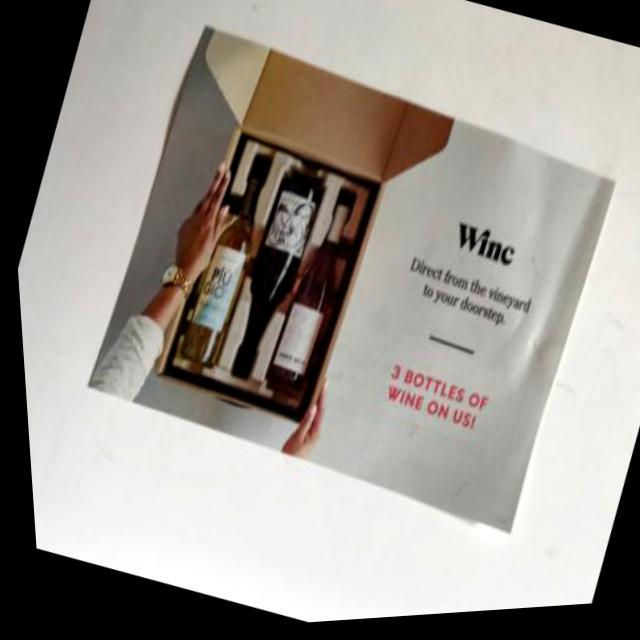 Winc
Direct from the vineyard
to your doorstep.
3 BOTTLES OF
WINE ON US!